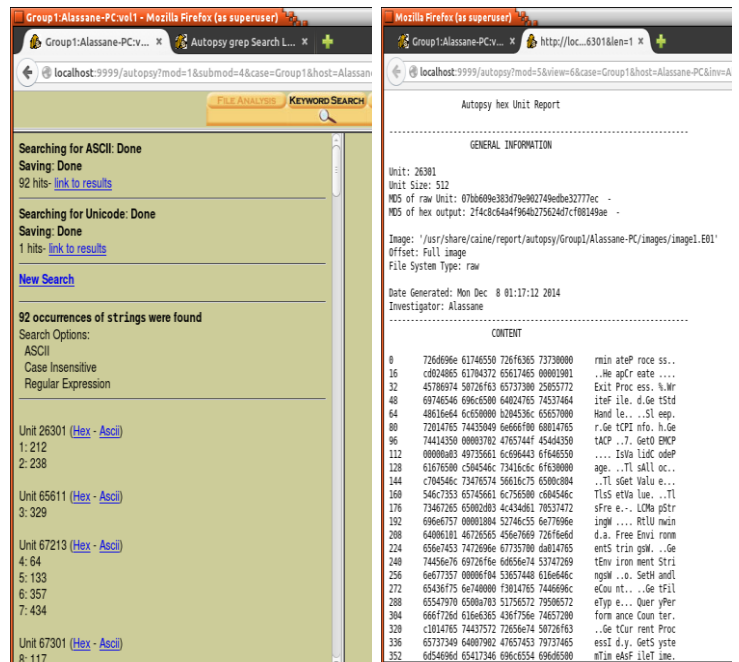 Group1:Alassane-PC:vol1 - Mozilla Firefox (as superuser)
Group1:Alassane-PC:v... × Autopsy grep Search L... ×
localhost:9999/autopsy?mod=1&submod=4&case=Group1&host=Alassan
FILE ANALYSIS KEYWORD SEARCH
Searching for ASCII: Done
Saving: Done
92 hits- link to results
Searching for Unicode: Done
Saving: Done
1 hits- link to results
New Search
92 occurrences of strings were found
Search Options:
ASCII
Case Insensitive
Regular Expression
Unit 26301 (Hex - Ascii)
1: 212
2: 238
Unit 65611 (Hex - Ascii)
3: 329
Unit 67213 (Hex - Ascii)
4: 64
5: 133
6: 357
7: 434
Unit 67301 (Hex - Ascii)
8: 117
Mozilla Firefox (as superuser)
Group1:Alassane-PC:v... × http://loc...6301&len=1 ×
localhost:9999/autopsy?mod=5&view=6&case=Group1&host=Alassane-PC&inv=Al
Autopsy hex Unit Report
GENERAL INFORMATION
Unit: 26301
Unit Size: 512
MD5 of raw Unit: 07bb609e383d79e902749edbe32777ec -
MD5 of hex output: 2f4c8c64a4f964b275624d7cf08149ae -
Image: '/usr/share/caine/report/autopsy/Group1/Alassane-PC/images/image1.E01'
Offset: Full image
File System Type: raw
Date Generated: Mon Dec 8 01:17:12 2014
Investigator: Alassane
CONTENT
0 726d696e 61746550 726f6365 73730000 rmin ateP roce ss..
16 cd024865 61704372 65617465 00001901 ..He apCr eate ....
32 45786974 50726f63 65737300 25055772 Exit Proc ess. %.Wr
48 69746546 696c6500 64024765 74537464 iteF ile. d.Ge tStd
64 48616e64 6c650000 b204536c 65657000 Hand le.. ..Sl eep.
80 72014765 74435049 6e666f00 68014765 r.Ge tCPI nfo. h.Ge
96 74414350 00003702 4765744f 454d4350 tACP ..7. GetO EMCP
112 00000a03 49735661 6c696443 6f646550 .... IsVa lidC odeP
128 61676500 c504546c 73416c6c 6f630000 age. ..Tl sAll oc..
144 c704546c 73476574 56616c75 6500c804 ..Tl sGet Valu e...
160 546c7353 65745661 6c756500 c604546c TlsS etVa lue. ..Tl
176 73467265 65002d03 4c434d61 70537472 sFre e.-. LCMa pStr
192 696e6757 00001804 52746c55 6e77696e ingW .... RtlU nwin
208 64006101 46726565 456e7669 726f6e6d d.a. Free Envi ronm
224 656e7453 7472696e 67735700 da014765 entS trin gsW. ..Ge
240 74456e76 69726f6e 6d656e74 53747269 tEnv iron ment Stri
256 6e677357 00006f04 53657448 616e646c ngsW ..o. SetH andl
272 65436f75 6e740000 f3014765 7446696c eCou nt.. ..Ge tFil
288 65547970 6500a703 51756572 79506572 eTyp e... Quer yPer
304 666f726d 616e6365 436f756e 74657200 form ance Coun ter.
320 c1014765 74437572 72656e74 50726f63 ..Ge tCur rent Proc
336 65737349 64007902 47657453 79737465 essI d.y. GetS yste
352 6d54696d 65417346 696c6554 696d6500 mTim eAsF ileT ime.